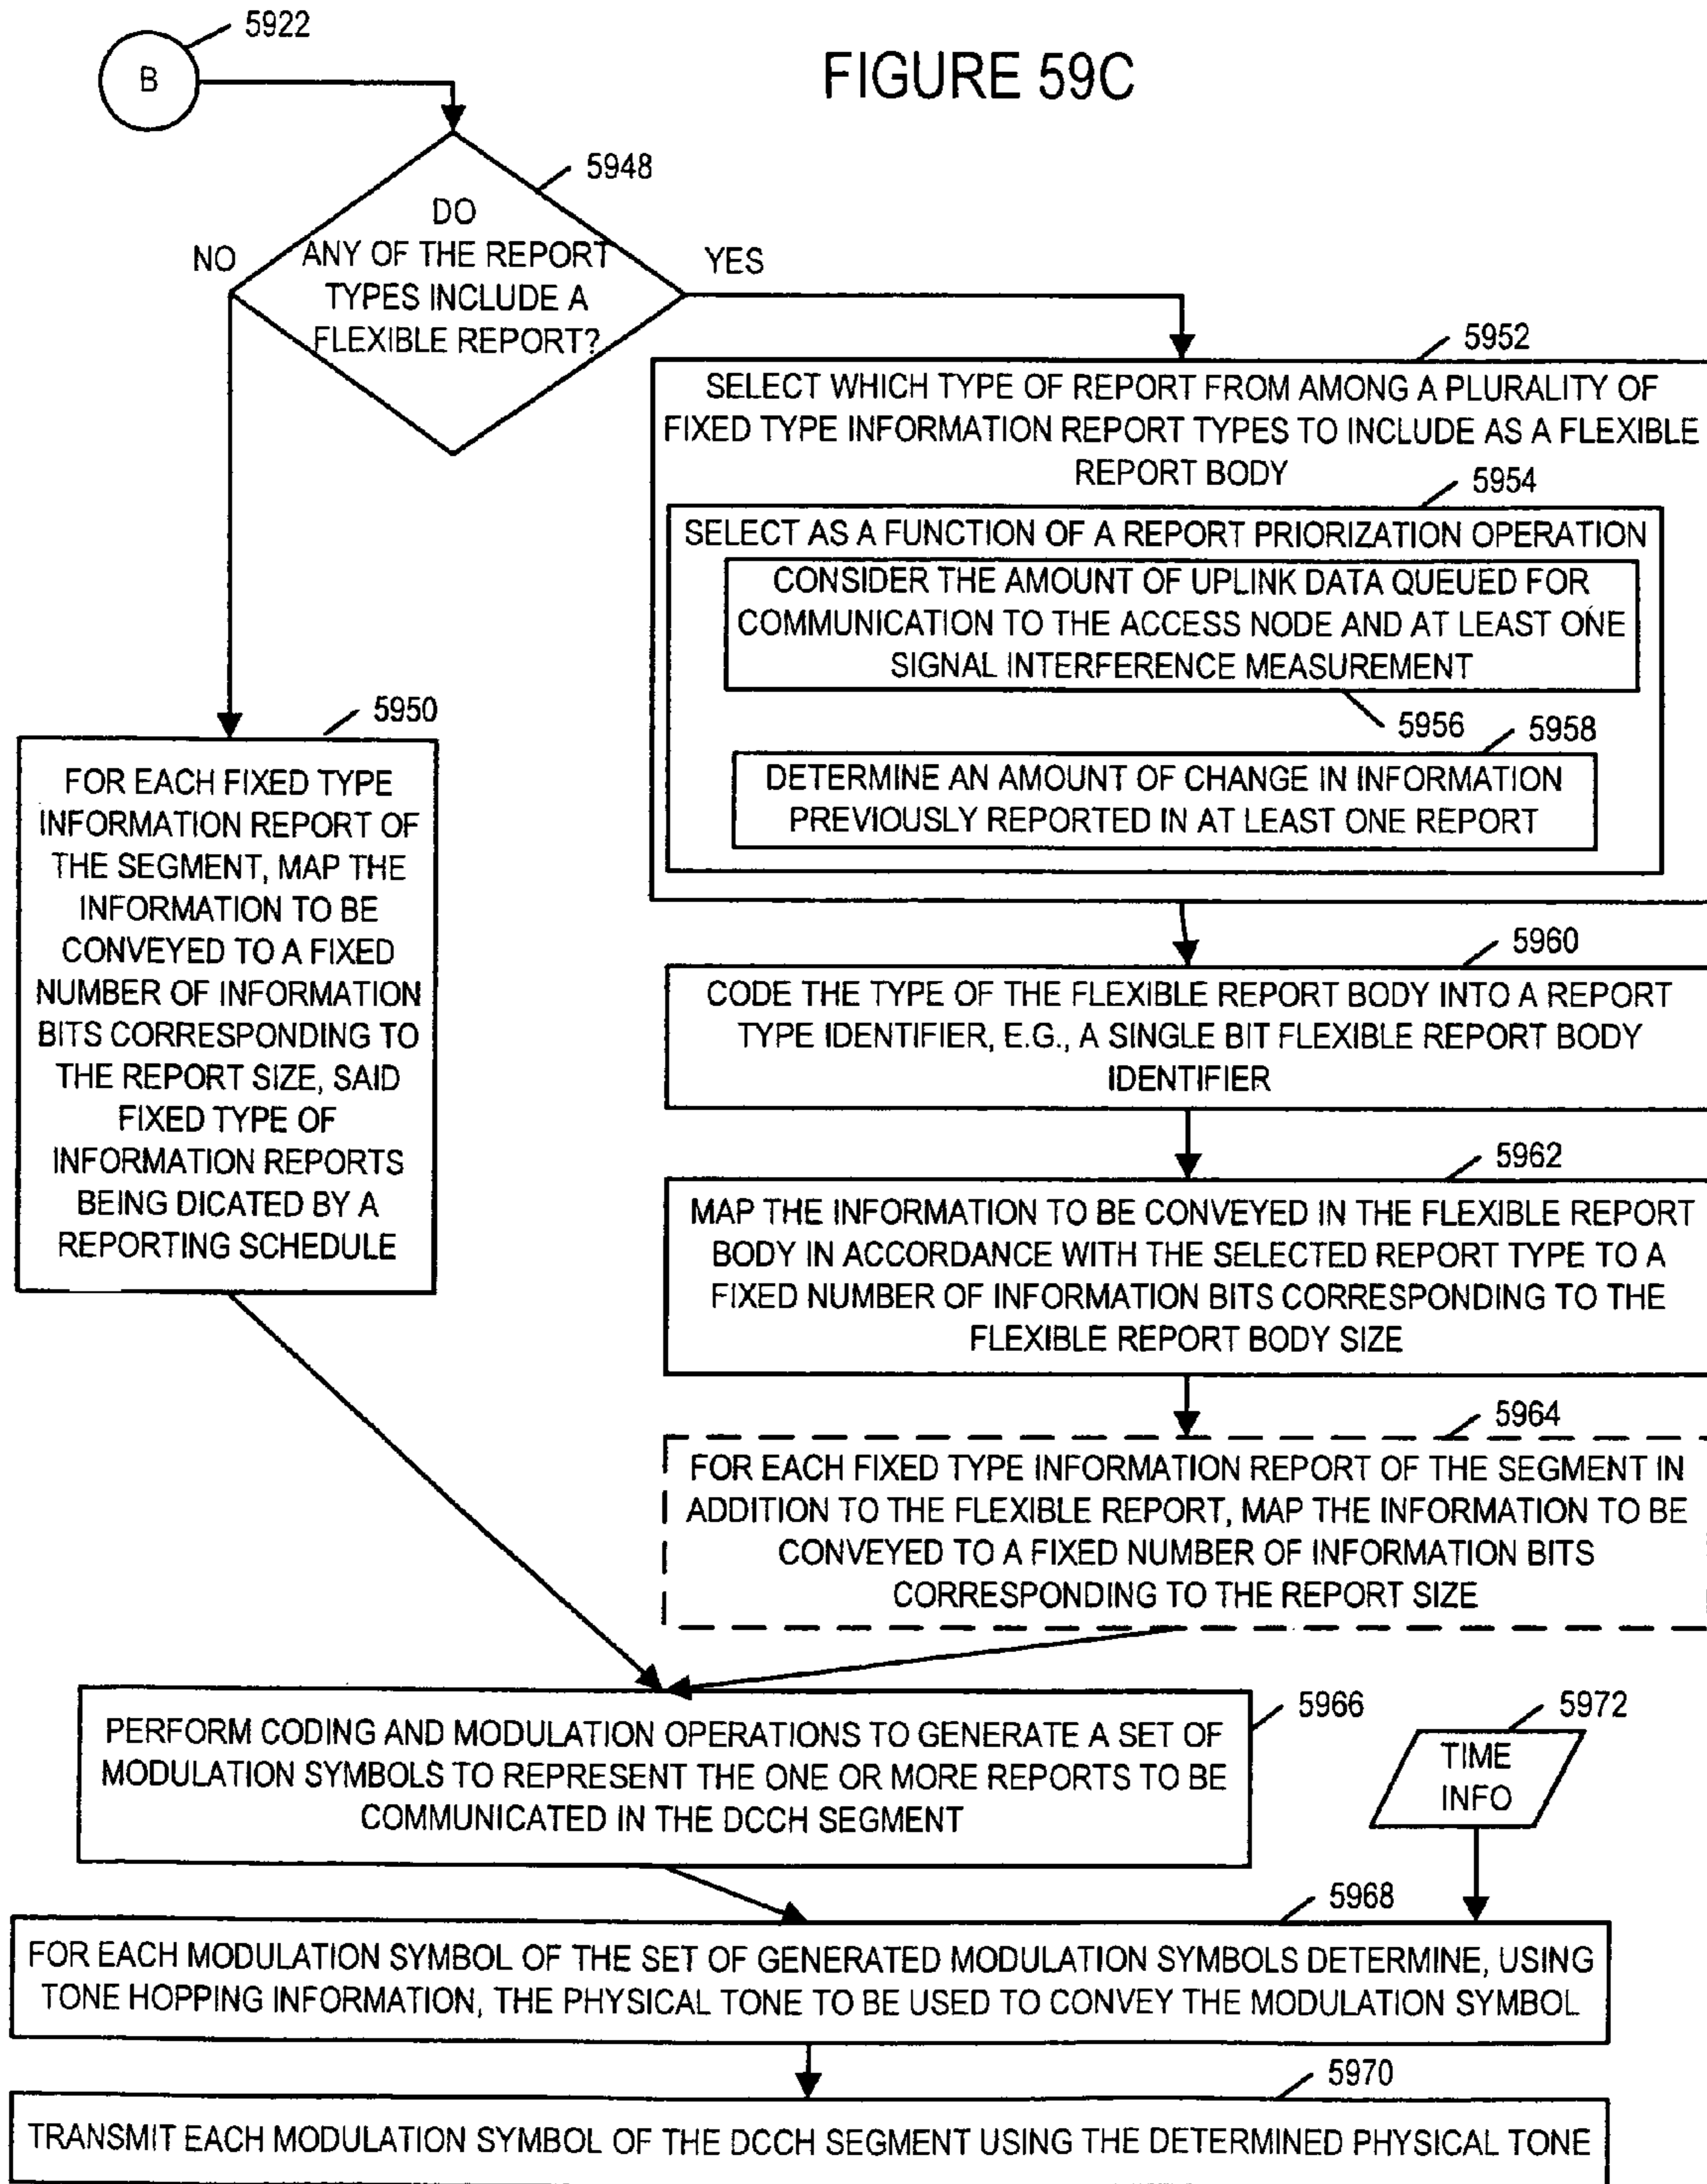 5922
B
FIGURE 59C
5948
DO
ANY OF THE REPORT
TYPES INCLUDE A
FLEXIBLE REPORT?
NO
YES
5952
SELECT WHICH TYPE OF REPORT FROM AMONG A PLURALITY OF
FIXED TYPE INFORMATION REPORT TYPES TO INCLUDE AS A FLEXIBLE
REPORT BODY
5954
SELECT AS A FUNCTION OF A REPORT PRIORIZATION OPERATION
CONSIDER THE AMOUNT OF UPLINK DATA QUEUED FOR
COMMUNICATION TO THE ACCESS NODE AND AT LEAST ONE
SIGNAL INTERFERENCE MEASUREMENT
5956
5958
DETERMINE AN AMOUNT OF CHANGE IN INFORMATION
PREVIOUSLY REPORTED IN AT LEAST ONE REPORT
5950
FOR EACH FIXED TYPE
INFORMATION REPORT OF
THE SEGMENT, MAP THE
INFORMATION TO BE
CONVEYED TO A FIXED
NUMBER OF INFORMATION
BITS CORRESPONDING TO
THE REPORT SIZE, SAID
FIXED TYPE OF
INFORMATION REPORTS
BEING DICATED BY A
REPORTING SCHEDULE
5960
CODE THE TYPE OF THE FLEXIBLE REPORT BODY INTO A REPORT
TYPE IDENTIFIER, E.G., A SINGLE BIT FLEXIBLE REPORT BODY
IDENTIFIER
5962
MAP THE INFORMATION TO BE CONVEYED IN THE FLEXIBLE REPORT
BODY IN ACCORDANCE WITH THE SELECTED REPORT TYPE TO A
FIXED NUMBER OF INFORMATION BITS CORRESPONDING TO THE
FLEXIBLE REPORT BODY SIZE
5964
FOR EACH FIXED TYPE INFORMATION REPORT OF THE SEGMENT IN
ADDITION TO THE FLEXIBLE REPORT, MAP THE INFORMATION TO BE
CONVEYED TO A FIXED NUMBER OF INFORMATION BITS
CORRESPONDING TO THE REPORT SIZE
5966
PERFORM CODING AND MODULATION OPERATIONS TO GENERATE A SET OF
MODULATION SYMBOLS TO REPRESENT THE ONE OR MORE REPORTS TO BE
COMMUNICATED IN THE DCCH SEGMENT
5972
TIME
INFO
5968
FOR EACH MODULATION SYMBOL OF THE SET OF GENERATED MODULATION SYMBOLS DETERMINE, USING
TONE HOPPING INFORMATION, THE PHYSICAL TONE TO BE USED TO CONVEY THE MODULATION SYMBOL
5970
TRANSMIT EACH MODULATION SYMBOL OF THE DCCH SEGMENT USING THE DETERMINED PHYSICAL TONE